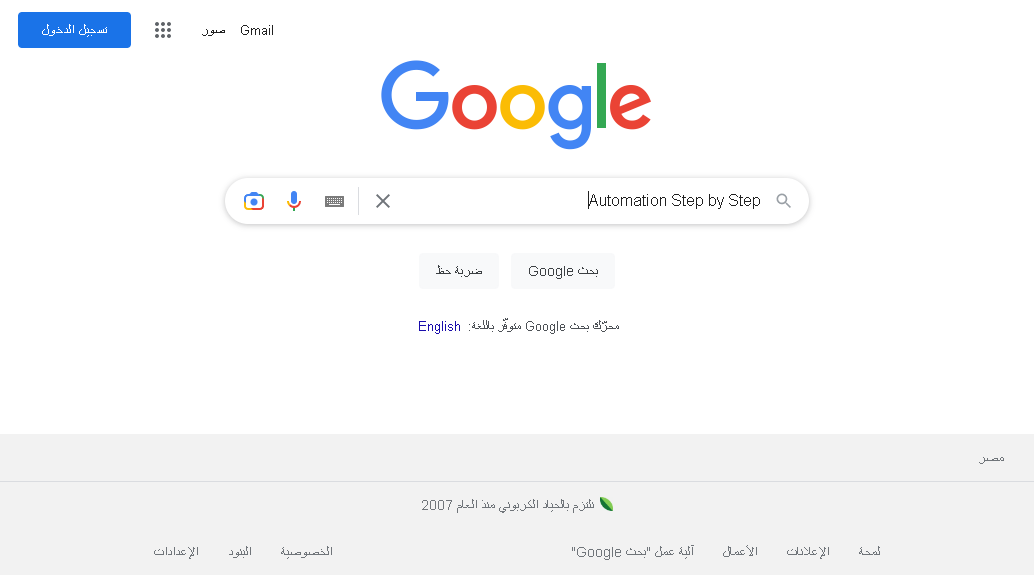 Gmail صور تسجيل الدخول
Google
Automation Step by Step
بحث Google ضربة حظ
محرّك بحث Google متوفّر باللغة: English
مصر
نلتزم بالحياد الكربوني منذ العام 2007
لمحة الإعلانات الأعمال آلية عمل "بحث Google" الخصوصية البنود الإعدادات